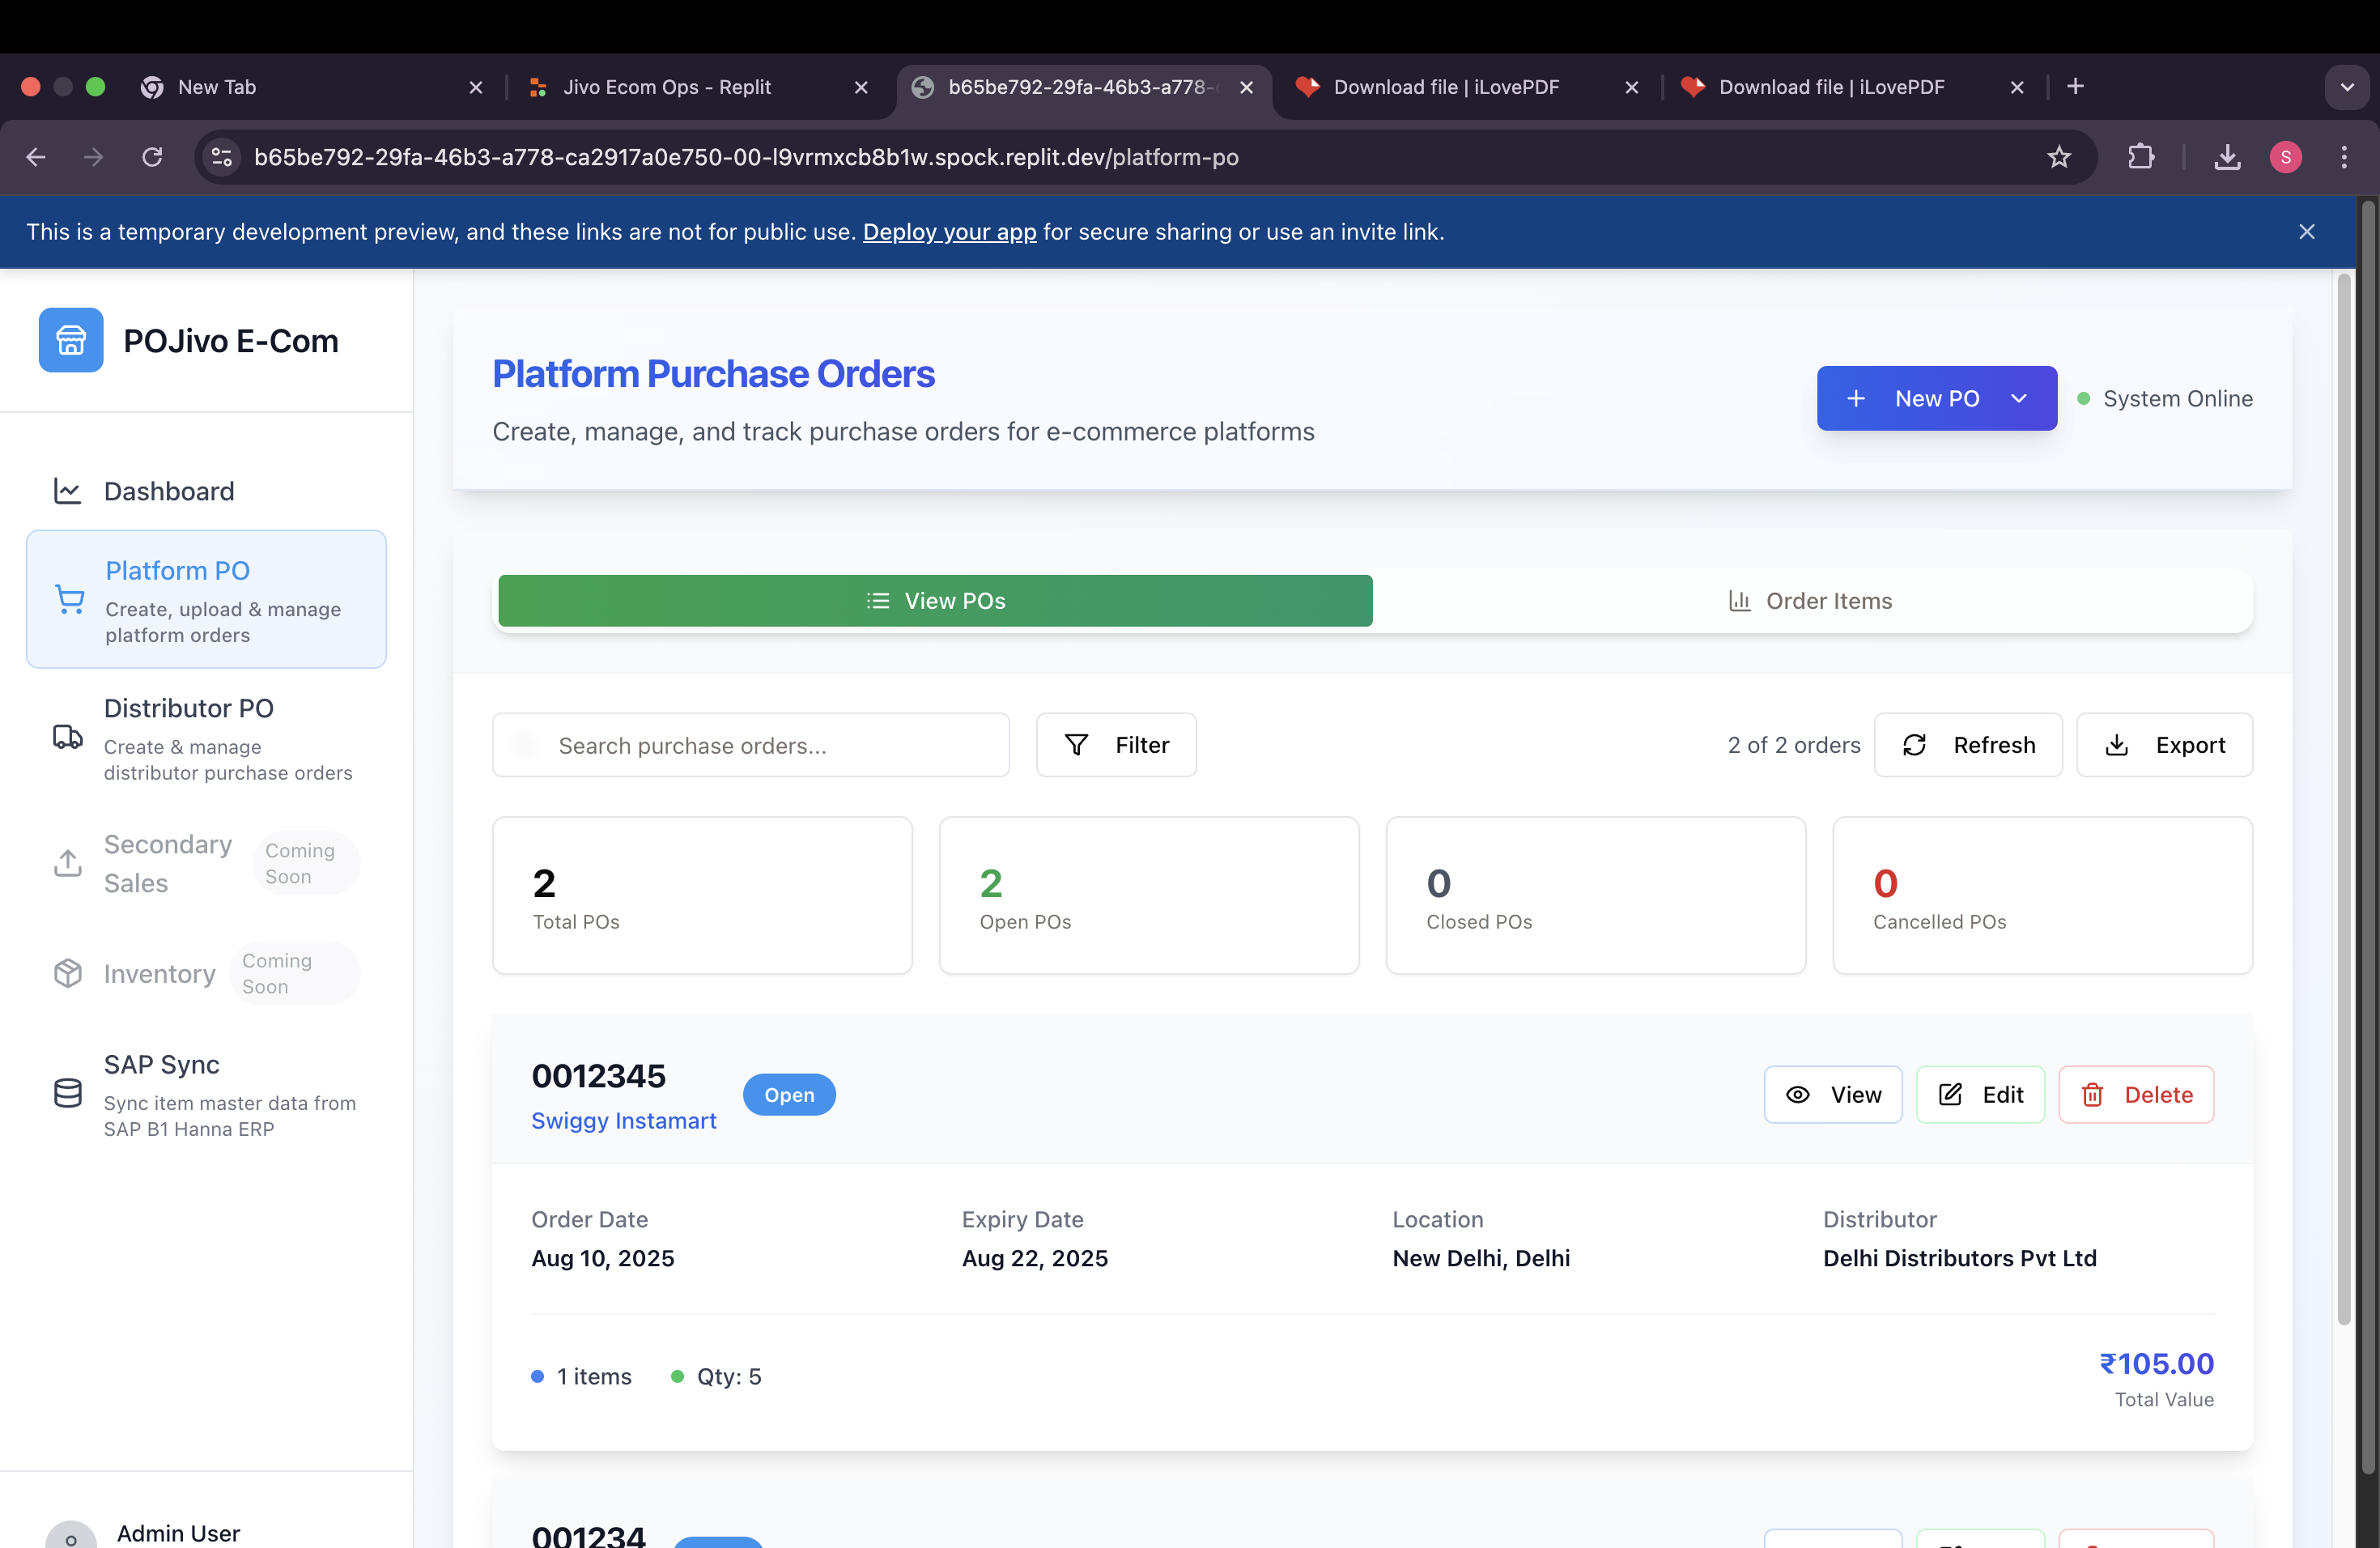 New Tab
Jivo Ecom Ops - Replit
b65be792-29fa-46b3-a778-
Download file | iLovePDF
Download file | iLovePDF
b65be792-29fa-46b3-a778-ca2917a0e750-00-l9vrmxcb8b1w.spock.replit.dev/platform-po
S
This is a temporary development preview, and these links are not for public use. Deploy your app for secure sharing or use an invite link.
POJivo E-Com
Dashboard
Platform PO
Create, upload & manage
platform orders
Distributor PO
Create & manage
distributor purchase orders
Secondary
Sales
Coming
Soon
Inventory
Coming
Soon
SAP Sync
Sync item master data from
SAP B1 Hanna ERP
Admin User
Platform Purchase Orders
Create, manage, and track purchase orders for e-commerce platforms
New PO
System Online
View POs
Order Items
Search purchase orders...
Filter
2 of 2 orders
Refresh
Export
2
Total POs
2
Open POs
0
Closed POs
0
Cancelled POs
0012345
Swiggy Instamart
Open
View
Edit
Delete
Order Date
Aug 10, 2025
Expiry Date
Aug 22, 2025
Location
New Delhi, Delhi
Distributor
Delhi Distributors Pvt Ltd
1 items
Qty: 5
₹105.00
Total Value
001234